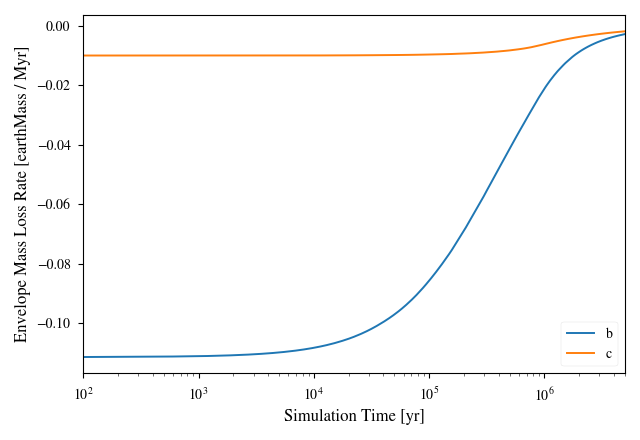 Envelope Mass Loss Rate [earthMass / Myr]
0.00
−0.02
−0.04
−0.06
−0.08
−0.10
10² 10³ 10⁴ 10⁵ 10⁶
Simulation Time [yr]
b
c